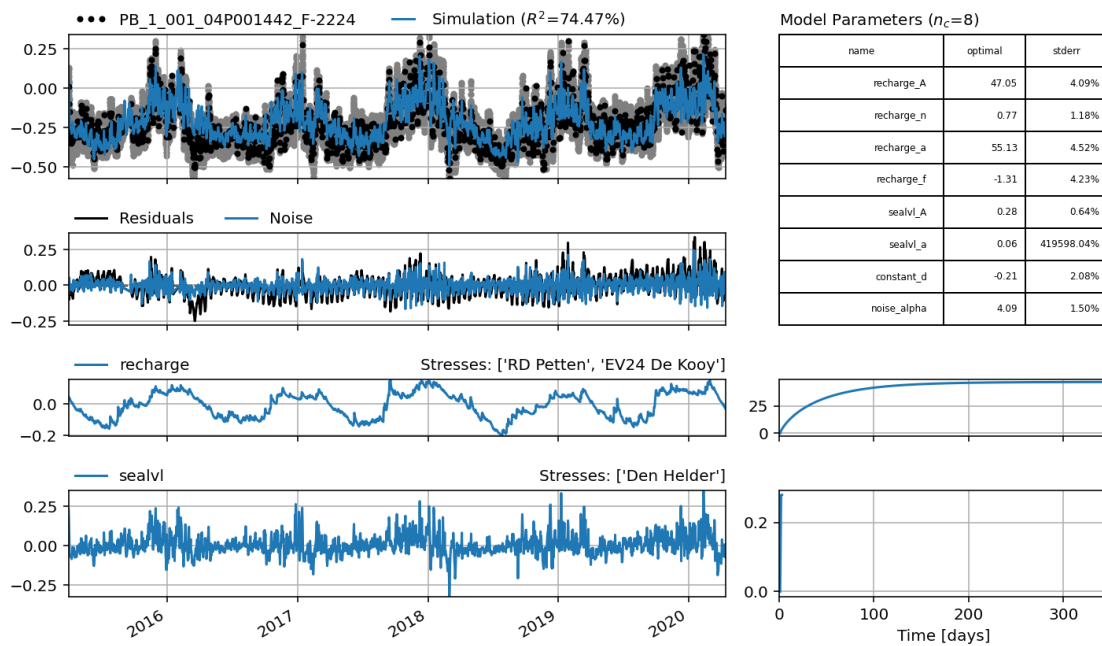 PB_1_001_04P001442_F-2224 Simulation (R²=74.47%)
0.25
0.00
−0.25
−0.50
Residuals Noise
0.25
0.00
−0.25
recharge Stresses: ['RD Petten', 'EV24 De Kooy']
0.0
−0.2
sealvl Stresses: ['Den Helder']
0.25
0.00
−0.25
2016 2017 2018 2019 2020
Model Parameters (n_c=8)
name optimal stderr
recharge_A 47.05 4.09%
recharge_n 0.77 1.18%
recharge_a 55.13 4.52%
recharge_f -1.31 4.23%
sealvl_A 0.28 0.64%
sealvl_a 0.06 419598.04%
constant_d -0.21 2.08%
noise_alpha 4.09 1.50%
25
0
0.2
0.0
0 100 200 300
Time [days]